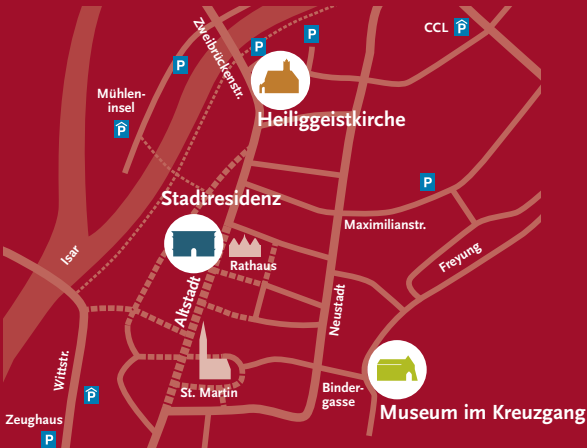 CCL P
P
P
P
Zweibrückenstr.
Mühlen-
insel
P
Heiliggeistkirche
P
Stadtresidenz
Maximilianstr.
Isar
Rathaus
Freyung
Altstadt
Neustadt
Wittstr.
St. Martin
Binder-
gasse
P
Museum im Kreuzgang
Zeughaus
P